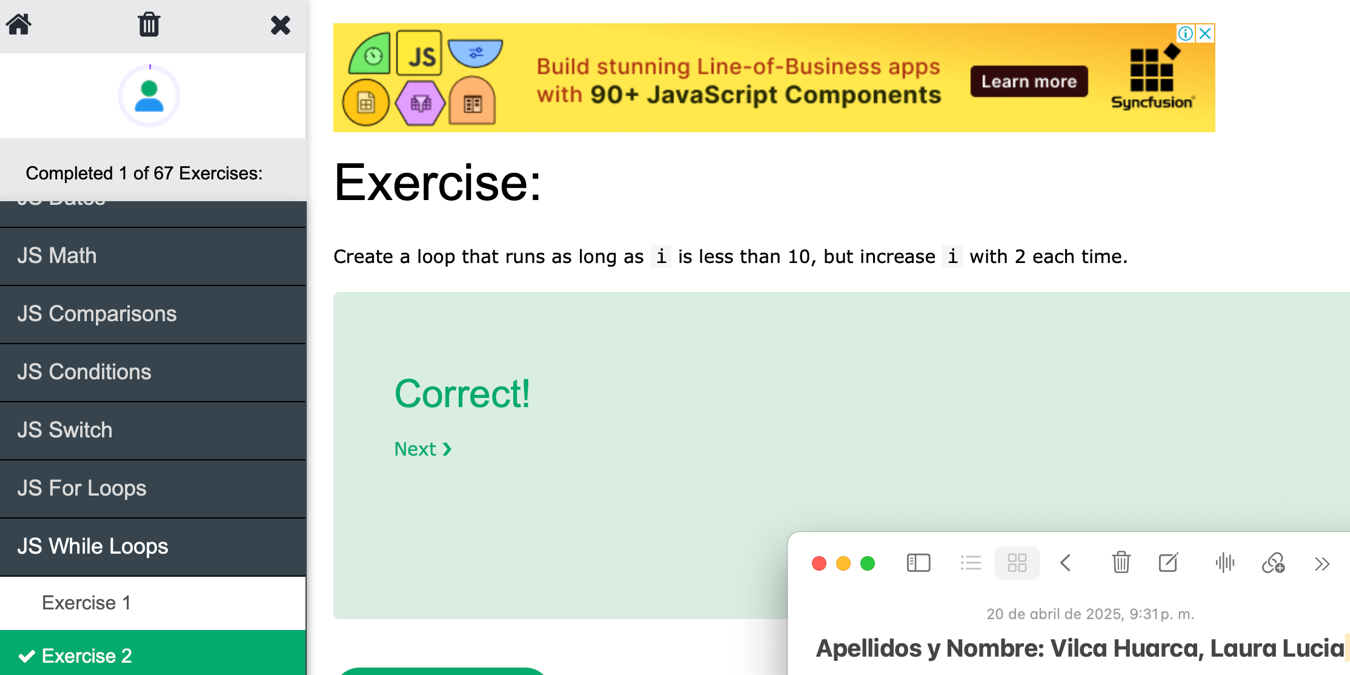 Completed 1 of 67 Exercises:
JS Dates
JS Math
JS Comparisons
JS Conditions
JS Switch
JS For Loops
JS While Loops
Exercise 1
Exercise 2
JS
Build stunning Line-of-Business apps
with 90+ JavaScript Components
Learn more
Syncfusion®
Exercise:
Create a loop that runs as long as i is less than 10, but increase i with 2 each time.
Correct!
Next ❯
20 de abril de 2025, 9:31 p. m.
Apellidos y Nombre: Vilca Huarca, Laura Lucia